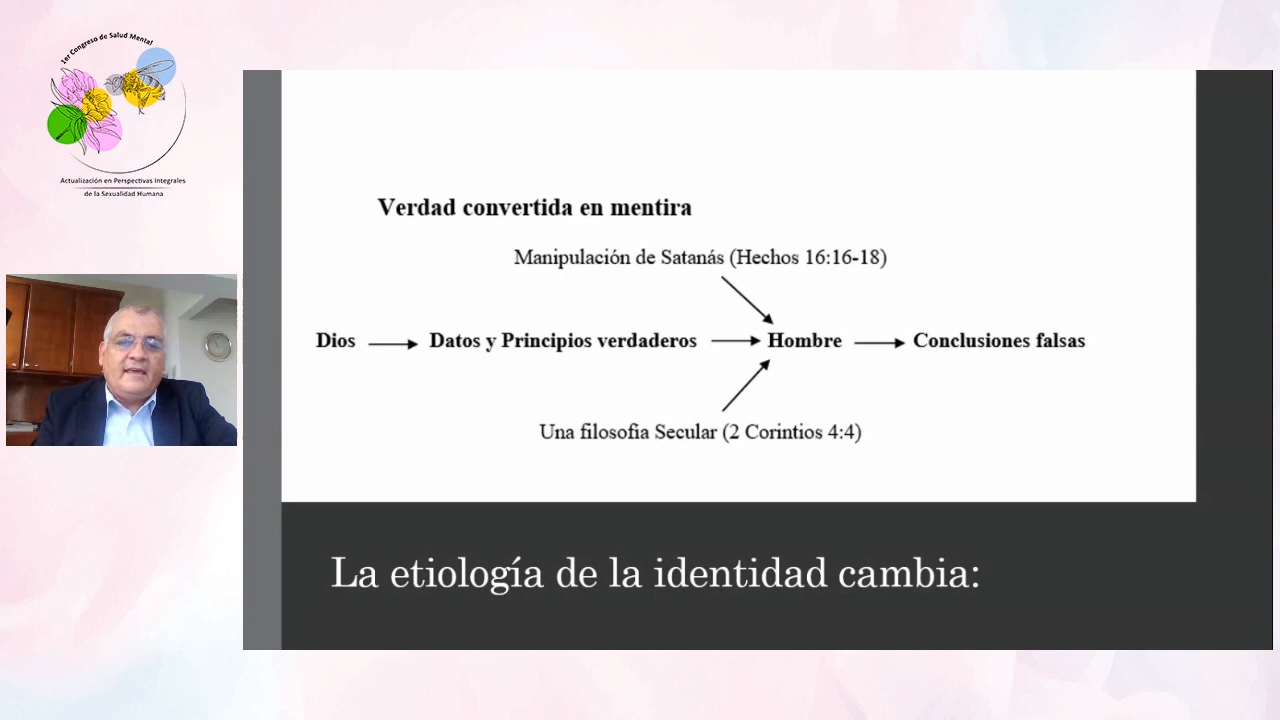 1er Congreso de Salud Mental
Actualización en Perspectivas Integrales
de la Sexualidad Humana
Verdad convertida en mentira
Manipulación de Satanás (Hechos 16:16-18)
Dios Datos y Principios verdaderos Hombre Conclusiones falsas
Una filosofia Secular (2 Corintios 4:4)
La etiología de la identidad cambia: